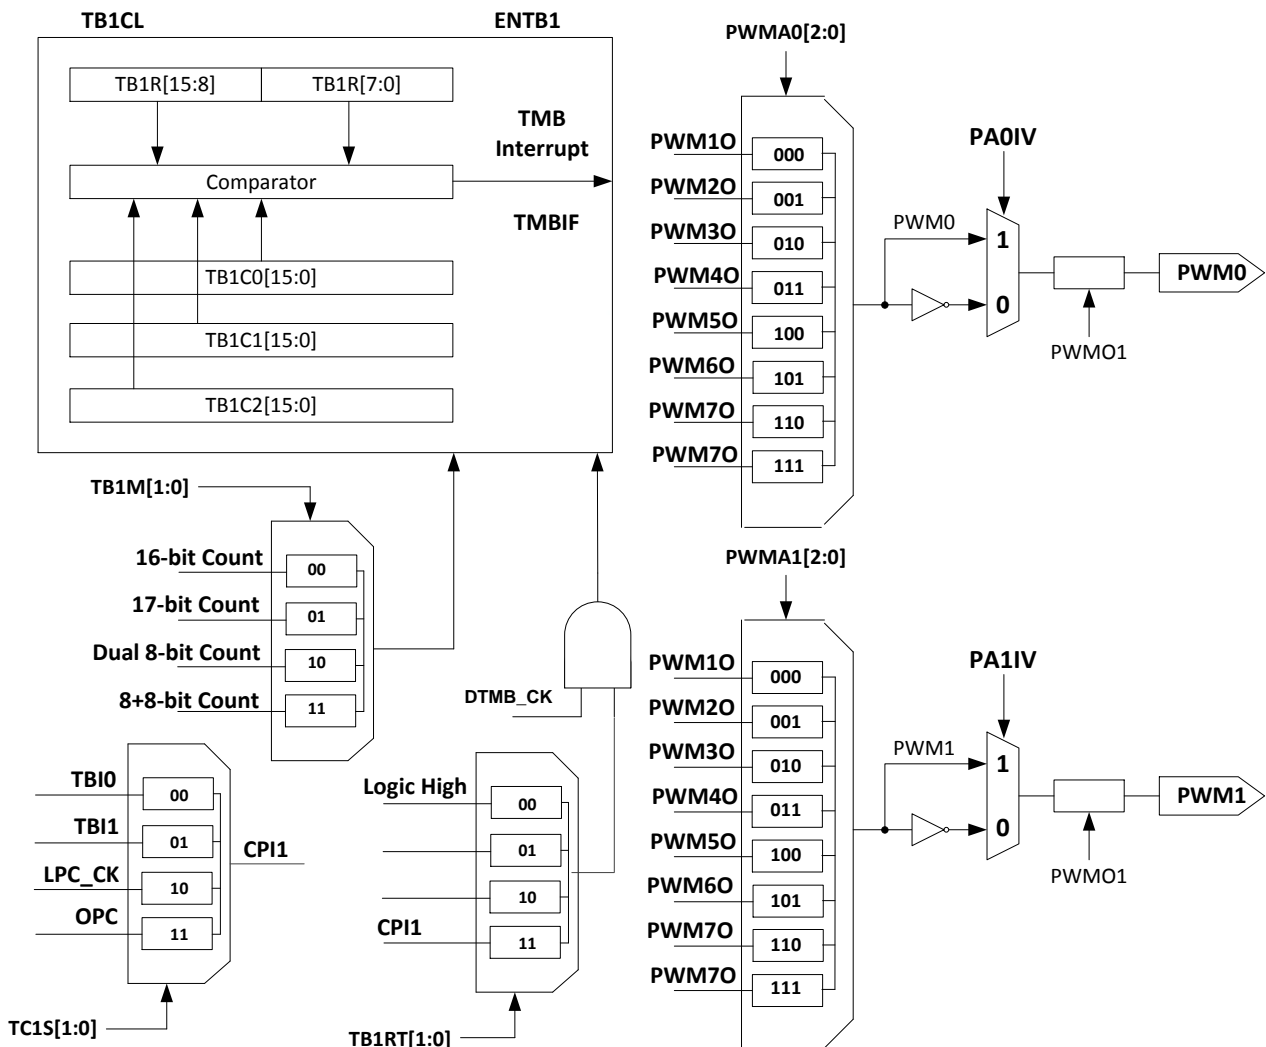 TB1CL
ENTB1
TB1R[15:8]
TB1R[7:0]
TMB
Interrupt
Comparator
TMBIF
TB1C0[15:0]
TB1C1[15:0]
TB1C2[15:0]
TB1M[1:0]
16-bit Count
00
17-bit Count
01
Dual 8-bit Count
10
8+8-bit Count
11
DTMB_CK
TBI0
00
TBI1
01
LPC_CK
10
OPC
11
CPI1
TC1S[1:0]
Logic High
00
01
10
CPI1
11
TB1RT[1:0]
PWMA0[2:0]
PWM1O
000
PWM2O
001
PWM3O
010
PWM4O
011
PWM5O
100
PWM6O
101
PWM7O
110
PWM7O
111
PA0IV
PWM0
1
0
PWMO1
PWM0
PWMA1[2:0]
PWM1O
000
PWM2O
001
PWM3O
010
PWM4O
011
PWM5O
100
PWM6O
101
PWM7O
110
PWM7O
111
PA1IV
PWM1
1
0
PWMO1
PWM1